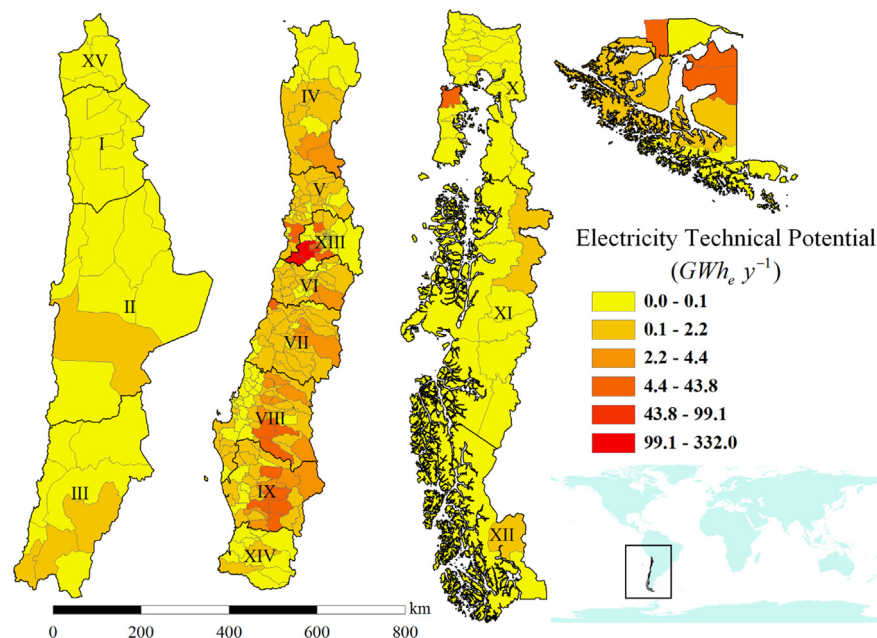 XV
I
II
III
IV
V
XIII
VI
VII
VIII
IX
XIV
X
XI
XII
Electricity Technical Potential
(GWhₑ y⁻¹)
0.0 - 0.1
0.1 - 2.2
2.2 - 4.4
4.4 - 43.8
43.8 - 99.1
99.1 - 332.0
km
0 200 400 600 800